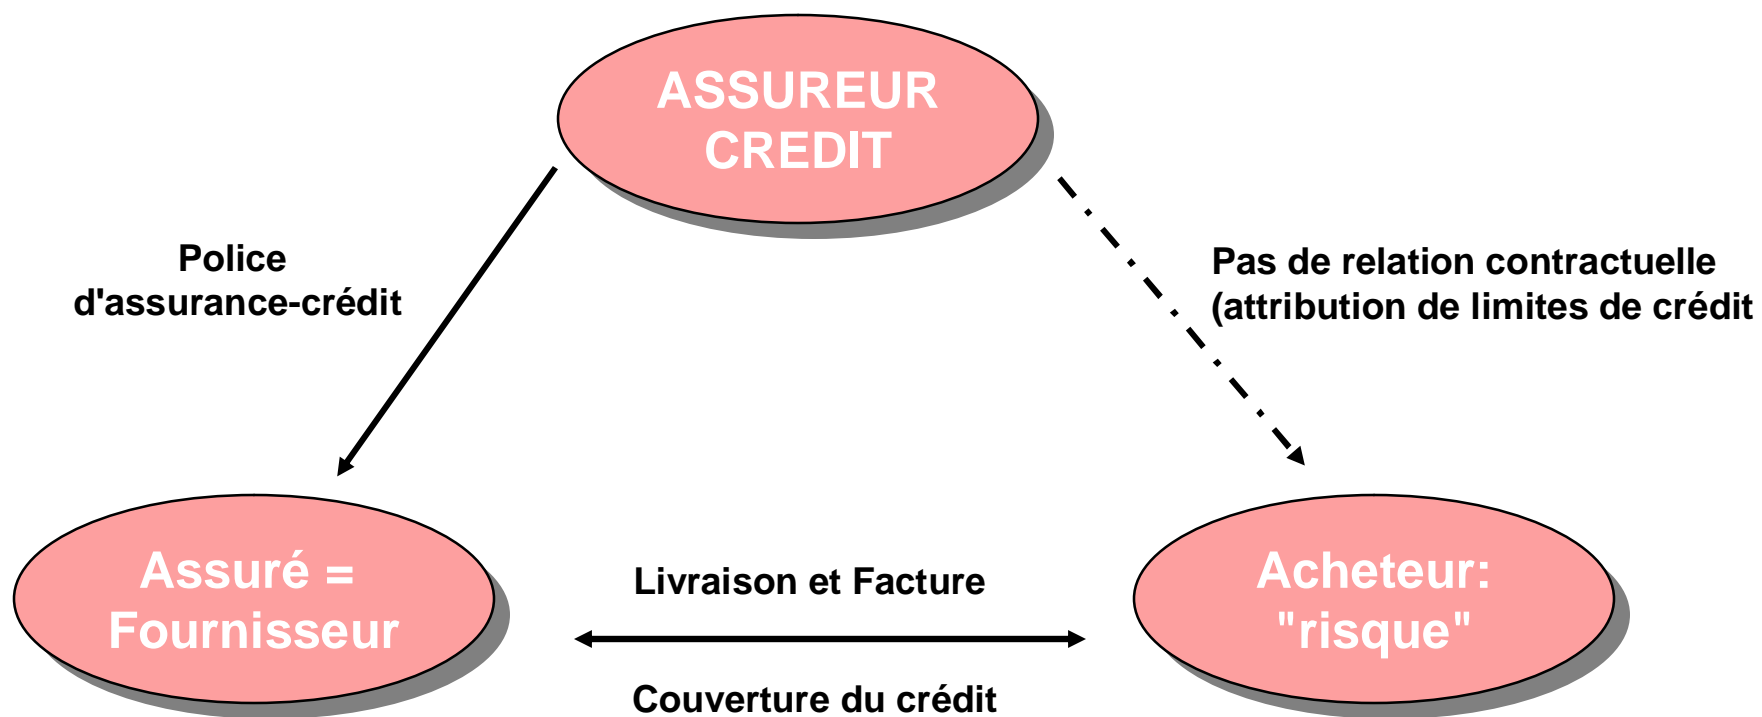 ASSUREUR
CREDIT
Police
d'assurance-crédit
Pas de relation contractuelle
(attribution de limites de crédit
Assuré =
Fournisseur
Livraison et Facture
Couverture du crédit
Acheteur:
"risque"